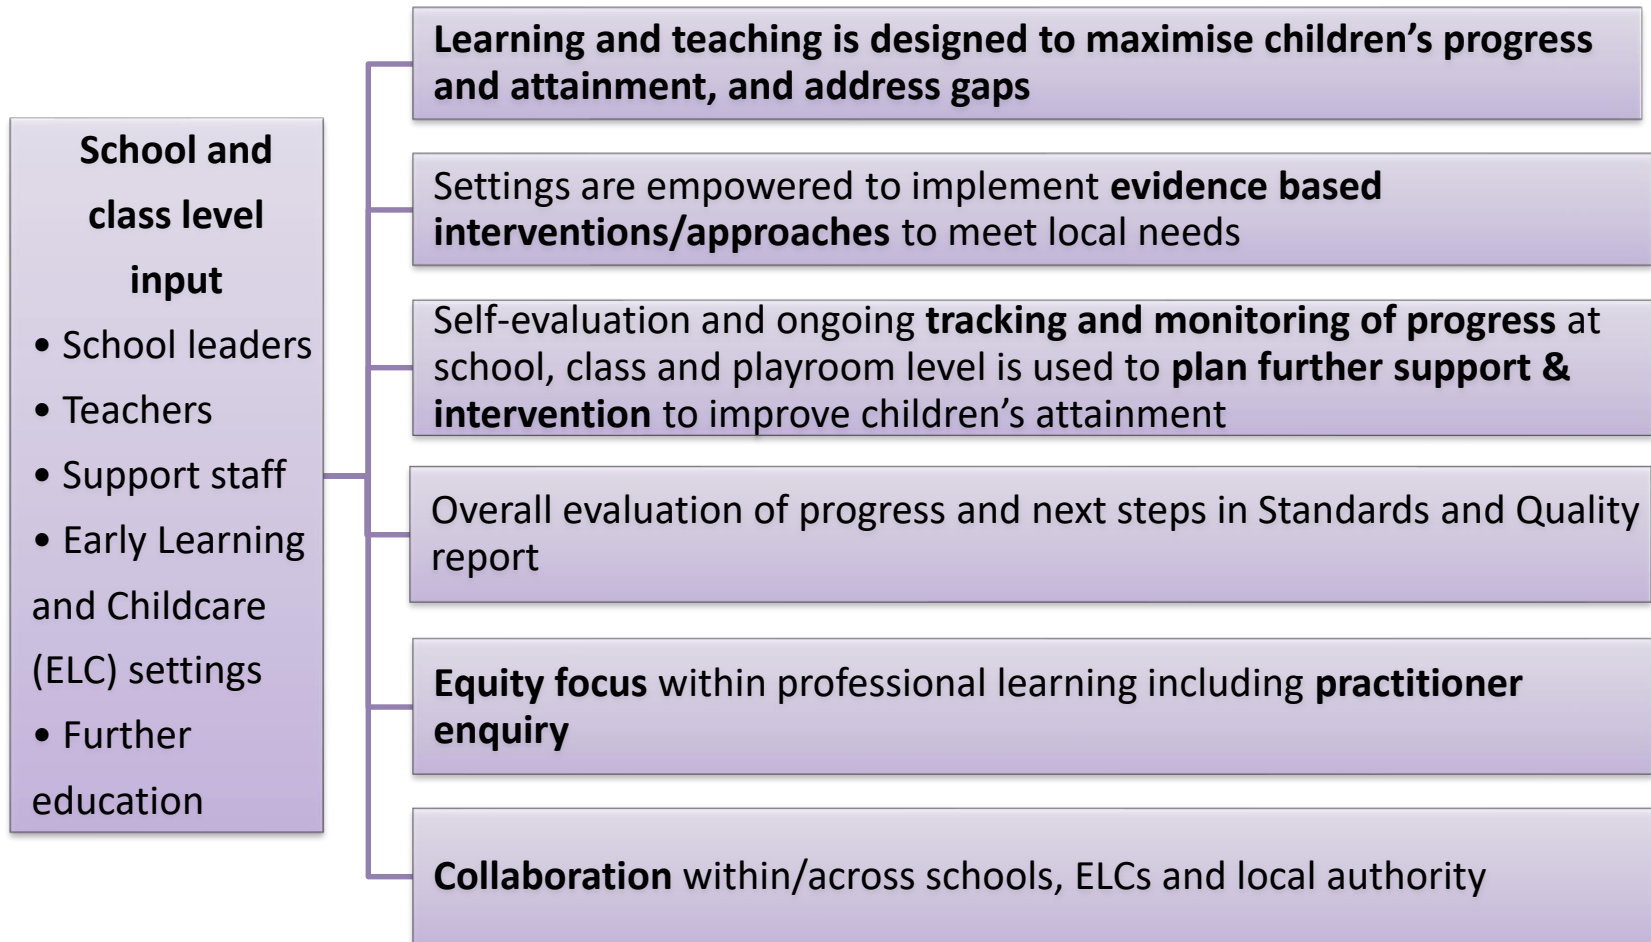 School and
class level
input
• School leaders
• Teachers
• Support staff
• Early Learning
and Childcare
(ELC) settings
• Further
education
Learning and teaching is designed to maximise children’s progress
and attainment, and address gaps
Settings are empowered to implement evidence based
interventions/approaches to meet local needs
Self-evaluation and ongoing tracking and monitoring of progress at
school, class and playroom level is used to plan further support &
intervention to improve children’s attainment
Overall evaluation of progress and next steps in Standards and Quality
report
Equity focus within professional learning including practitioner
enquiry
Collaboration within/across schools, ELCs and local authority